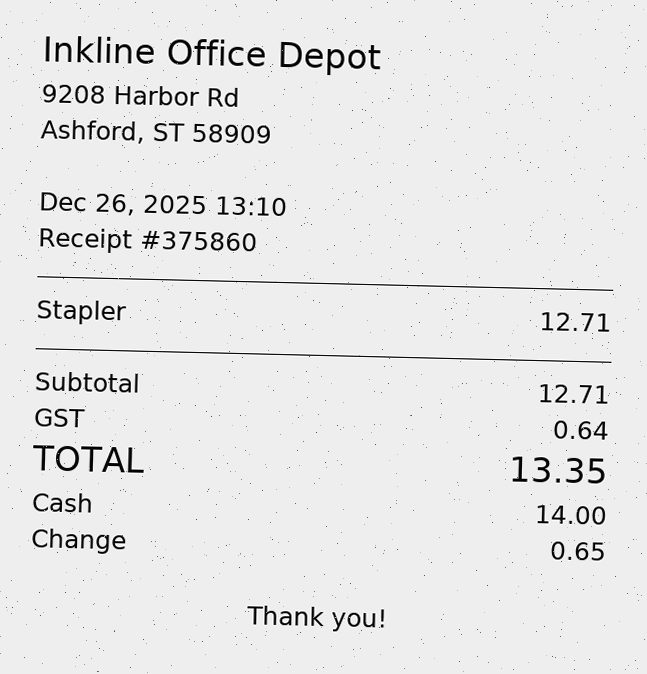 Inkline Office Depot
9208 Harbor Rd
Ashford, ST 58909
Dec 26, 2025 13:10
Receipt #375860
Stapler 12.71
Subtotal 12.71
GST 0.64
TOTAL 13.35
Cash 14.00
Change 0.65
Thank you!